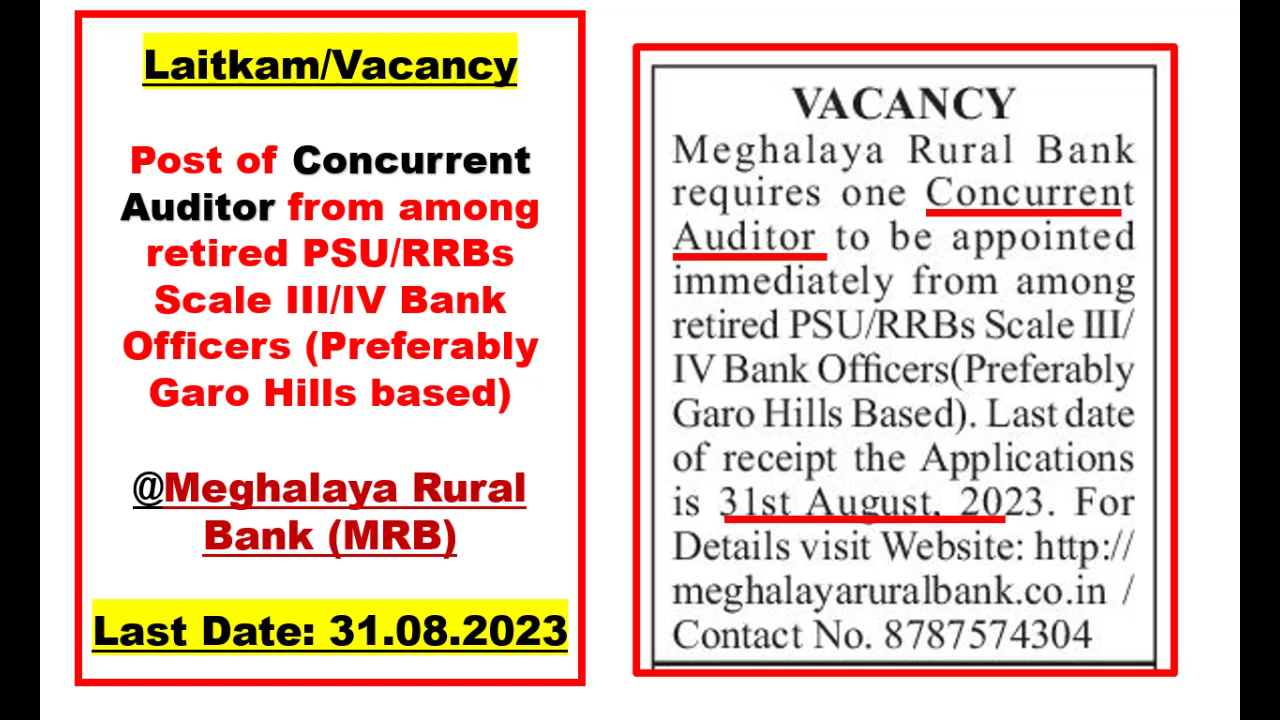 Laitkam/Vacancy
Post of Concurrent
Auditor from among
retired PSU/RRBs
Scale III/IV Bank
Officers (Preferably
Garo Hills based)
@Meghalaya Rural
Bank (MRB)
Last Date: 31.08.2023
VACANCY
Meghalaya Rural Bank
requires one Concurrent
Auditor to be appointed
immediately from among
retired PSU/RRBs Scale III/
IV Bank Officers(Preferably
Garo Hills Based). Last date
of receipt the Applications
is 31st August, 2023. For
Details visit Website: http://
meghalayaruralbank.co.in /
Contact No. 8787574304